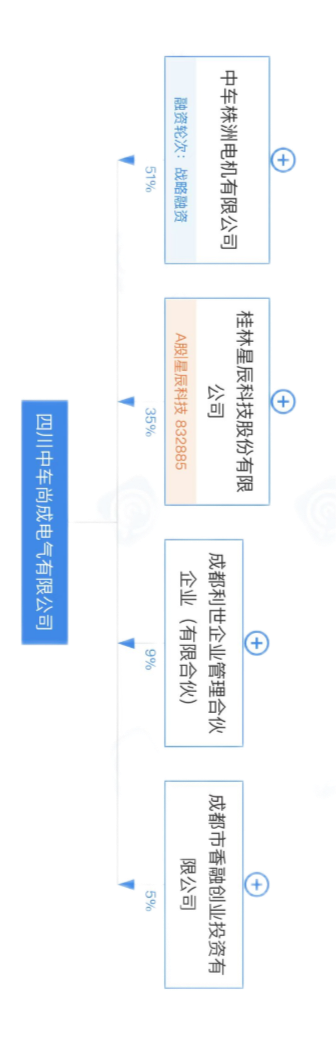 中车株洲电机有限公司
融资轮次：战略融资
51%
桂林星辰科技股份有限
公司
A股|星辰科技 832885
35%
成都利世企业管理合伙
企业（有限合伙）
9%
成都市香融创业投资有
限公司
5%
四川中车尚成电气有限公司